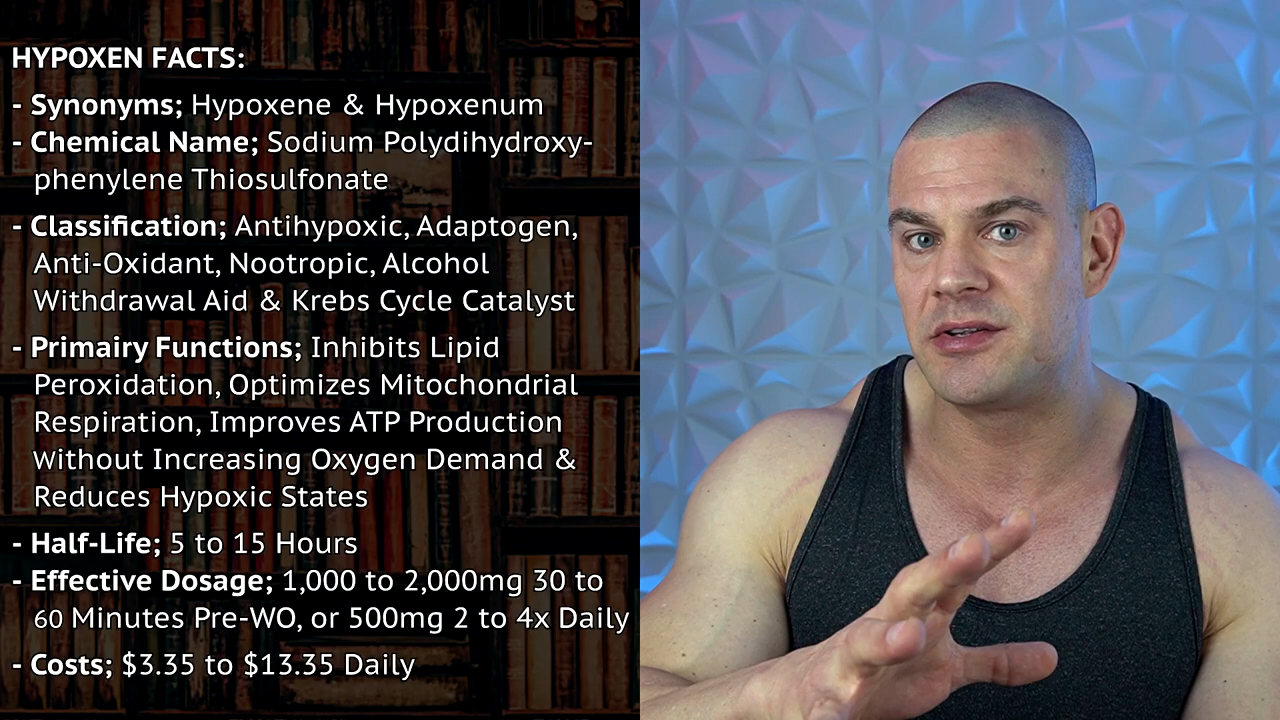 HYPOXEN FACTS:
- Synonyms; Hypoxene & Hypoxenum
- Chemical Name; Sodium Polydihydroxy-
phenylene Thiosulfonate
- Classification; Antihypoxic, Adaptogen,
Anti-Oxidant, Nootropic, Alcohol
Withdrawal Aid & Krebs Cycle Catalyst
- Primairy Functions; Inhibits Lipid
Peroxidation, Optimizes Mitochondrial
Respiration, Improves ATP Production
without Increasing Oxygen Demand &
Reduces Hypoxic States
- Half-Life; 5 to 15 Hours
- Effective Dosage; 1,000 to 2,000mg 30 to
60 Minutes Pre-WO, or 500mg 2 to 4x Daily
- Costs; $3.35 to $13.35 Daily